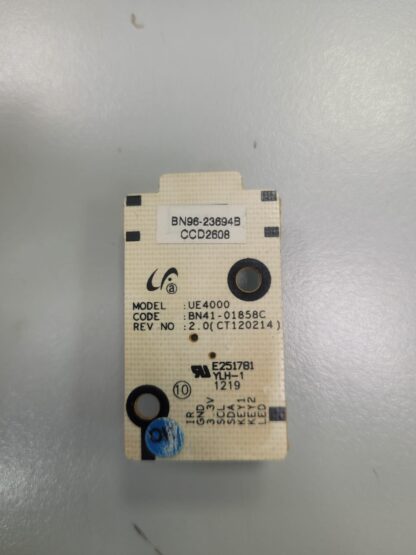 BN96-23694B
CCD2608
MODEL : UE4000
CODE : BN41-01858C
REV NO : 2.0(CT120214)
E251781
YLH-1
1219
10
IR
GND
3.3V
SCL
SDA
KEY1
KEY2
LED